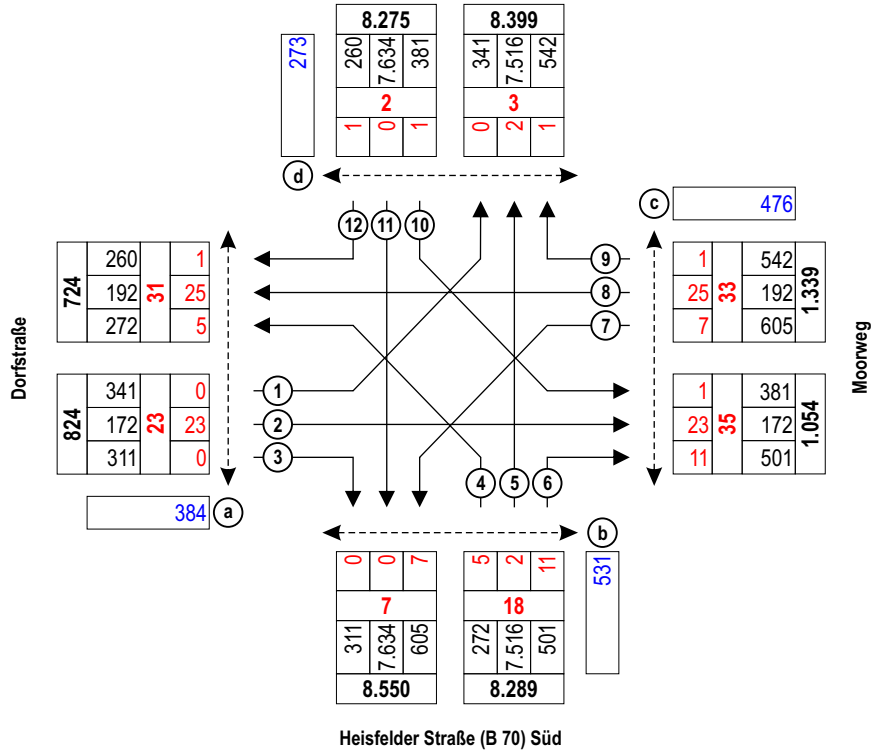 8.275 8.399
273 260 7.634 381 341 7.516 542
2 3
1 0 1 0 2 1
d
c 476
12 11 10
724 260 31 1
192 25
272 5
9 1 33 542 1.339
8 25 192
7 7 605
Dorfstraße
Moorweg
824 341 23 0
172 23
311 0
1
2
3
1 35 381 1.054
23 172
11 501
4 5 6
384 a
b
0 0 7 5 2 11
531
7 18
311 7.634 605 272 7.516 501
8.550 8.289
Heisfelder Straße (B 70) Süd